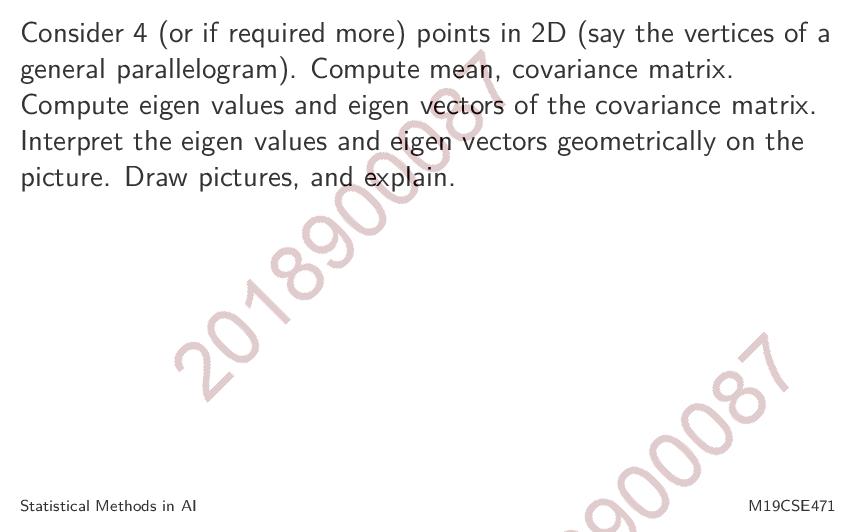 Consider 4 (or if required more) points in 2D (say the vertices of a
general parallelogram). Compute mean, covariance matrix.
Compute eigen values and eigen vectors of the covariance matrix.
Interpret the eigen values and eigen vectors geometrically on the
picture. Draw pictures, and explain.
2018900087
900087
Statistical Methods in AI
M19CSE471